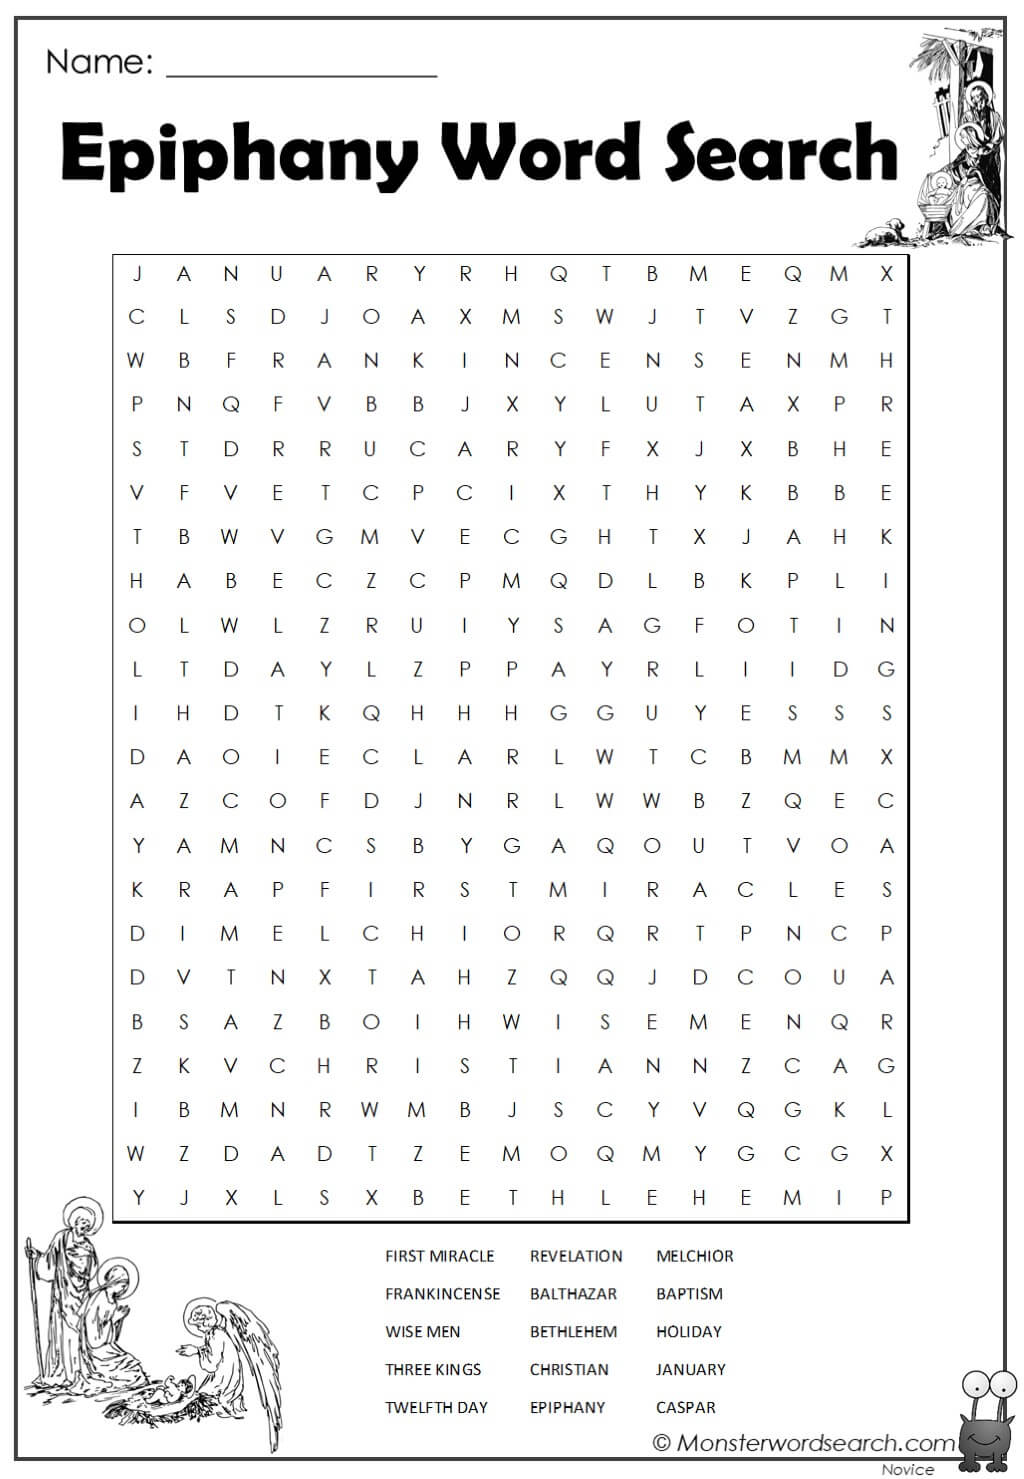 Name: ___________________
Epiphany Word Search
J A N U A R Y R H Q T B M E Q M X
C L S D J O A X M S W J T V Z G T
W B F R A N K I N C E N S E N M H
P N Q F V B B J X Y L U T A X P R
S T D R R U C A R Y F X J X B H E
V F V E T C P C I X T H Y K B B E
T B W V G M V E C G H T X J A H K
H A B E C Z C P M Q D L B K P L I
O L W L Z R U I Y S A G F O T I N
L T D A Y L Z P P A Y R L I I D G
I H D T K Q H H H G G U Y E S S S
D A O I E C L A R L W T C B M M X
A Z C O F D J N R L W W B Z Q E C
Y A M N C S B Y G A Q O U T V O A
K R A P F I R S T M I R A C L E S
D I M E L C H I O R Q R T P N C P
D V T N X T A H Z Q Q J D C O U A
B S A Z B O I H W I S E M E N Q R
Z K V C H R I S T I A N N Z C A G
I B M N R W M B J S C Y V Q G K L
W Z D A D T Z E M O Q M Y G C G X
Y J X L S X B E T H L E H E M I P
FIRST MIRACLE REVELATION MELCHIOR
FRANKINCENSE BALTHAZAR BAPTISM
WISE MEN BETHLEHEM HOLIDAY
THREE KINGS CHRISTIAN JANUARY
TWELFTH DAY EPIPHANY CASPAR
© Monsterwordsearch.com
Novice